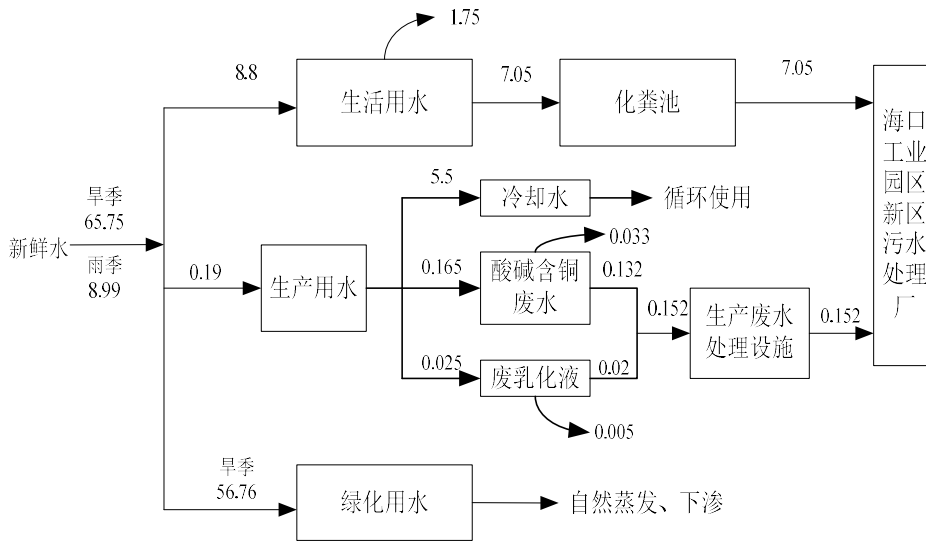 1.75
8.8
生活用水
7.05
化粪池
7.05
海口
工业
园区
新区
污水
处理
厂
旱季
65.75
新鲜水
雨季
8.99
0.19
生产用水
5.5
冷却水
循环使用
0.165
酸碱含铜
废水
0.033
0.132
0.025
废乳化液
0.02
0.005
0.152
生产废水
处理设施
0.152
旱季
56.76
绿化用水
自然蒸发、下渗